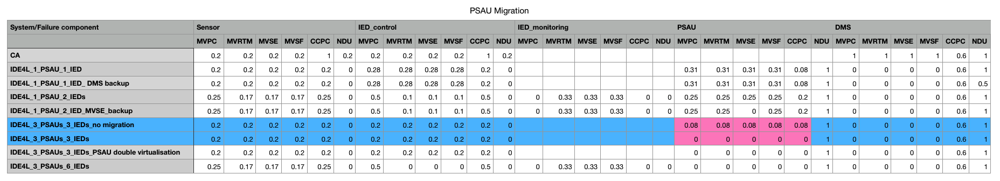 PSAU Migration
System/Failure component Sensor IED_control IED_monitoring PSAU DMS
MVPC MVRTM MVSE MVSF CCPC NDU MVPC MVRTM MVSE MVSF CCPC NDU MVPC MVRTM MVSE MVSF CCPC NDU MVPC MVRTM MVSE MVSF CCPC NDU MVPC MVRTM MVSE MVSF CCPC NDU
CA 0.2 0.2 0.2 0.2 1 0.2 0.2 0.2 0.2 0.2 1 0.2 1 1 1 1 0.6 1
IDE4L_1_PSAU_1_IED 0.2 0.2 0.2 0.2 0.2 0 0.28 0.28 0.28 0.28 0.2 0 0.31 0.31 0.31 0.31 0.08 1 0 0 0 0 0.6 1
IDE4L_1_PSAU_1_IED_ DMS backup 0.2 0.2 0.2 0.2 0.2 0 0.28 0.28 0.28 0.28 0.2 0 0.31 0.31 0.31 0.31 0.08 1 0 0 0 0 0.6 0.5
IDE4L_1_PSAU_2_IEDs 0.25 0.17 0.17 0.17 0.25 0 0.5 0.1 0.1 0.1 0.5 0 0 0.33 0.33 0.33 0 0 0.25 0.25 0.25 0.25 0.2 1 0 0 0 0 0.6 1
IDE4L_1_PSAU_2_IED_MVSE_backup 0.25 0.17 0.17 0.17 0.25 0 0.5 0.1 0.1 0.1 0.5 0 0 0.33 0.33 0.33 0 0 0.25 0.25 0 0.25 0.2 1 0 0 0 0 0.6 1
IDE4L_3_PSAUs_3_IEDs_no migration 0.2 0.2 0.2 0.2 0.2 0 0.2 0.2 0.2 0.2 0.2 0 0.08 0.08 0.08 0.08 0.08 1 0 0 0 0 0.6 1
IDE4L_3_PSAUs_3_IEDs 0.2 0.2 0.2 0.2 0.2 0 0.2 0.2 0.2 0.2 0.2 0 0 0 0 0 0 1 0 0 0 0 0.6 1
IDE4L_3_PSAUs_3_IEDs_PSAU double virtualisation 0.2 0.2 0.2 0.2 0.2 0 0.2 0.2 0.2 0.2 0.2 0 0 0 0 0 0 1 0 0 0 0 0.6 1
IDE4L_3_PSAUs_6_IEDs 0.25 0.17 0.17 0.17 0.25 0 0.5 0 0 0 0.5 0 0 0.33 0.33 0.33 0 0 0 0 0 0 0 1 0 0 0 0 0.6 1